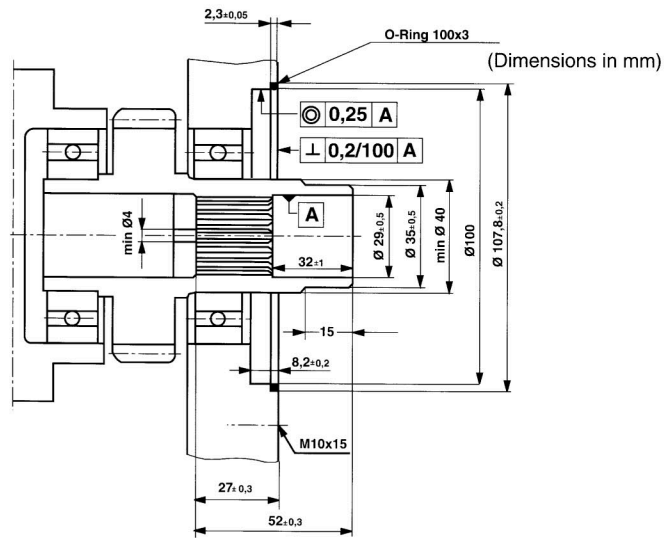 2,3±0,05
O-Ring 100x3
(Dimensions in mm)
◎ 0,25 A
⊥ 0,2/100 A
A
min Ø4
32±1
Ø 29±0,5
Ø 35±0,5
min Ø 40
Ø100
Ø 107,8±0,2
15
8,2±0,2
M10x15
27±0,3
52±0,3